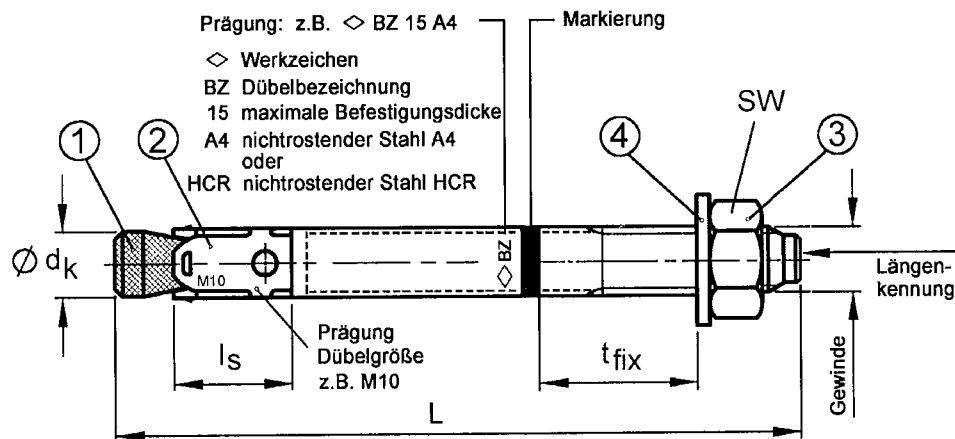 Prägung: z.B. ◇ BZ 15 A4
Markierung
◇ Werkzeichen
BZ Dübelbezeichnung
15 maximale Befestigungsdicke
A4 nichtrostender Stahl A4
oder
HCR nichtrostender Stahl HCR
SW
1
2
4
3
Ø dk
M10
◇ BZ
Längen-
kennung
Prägung
Dübelgröße
z.B. M10
ls
tfix
Gewinde
L